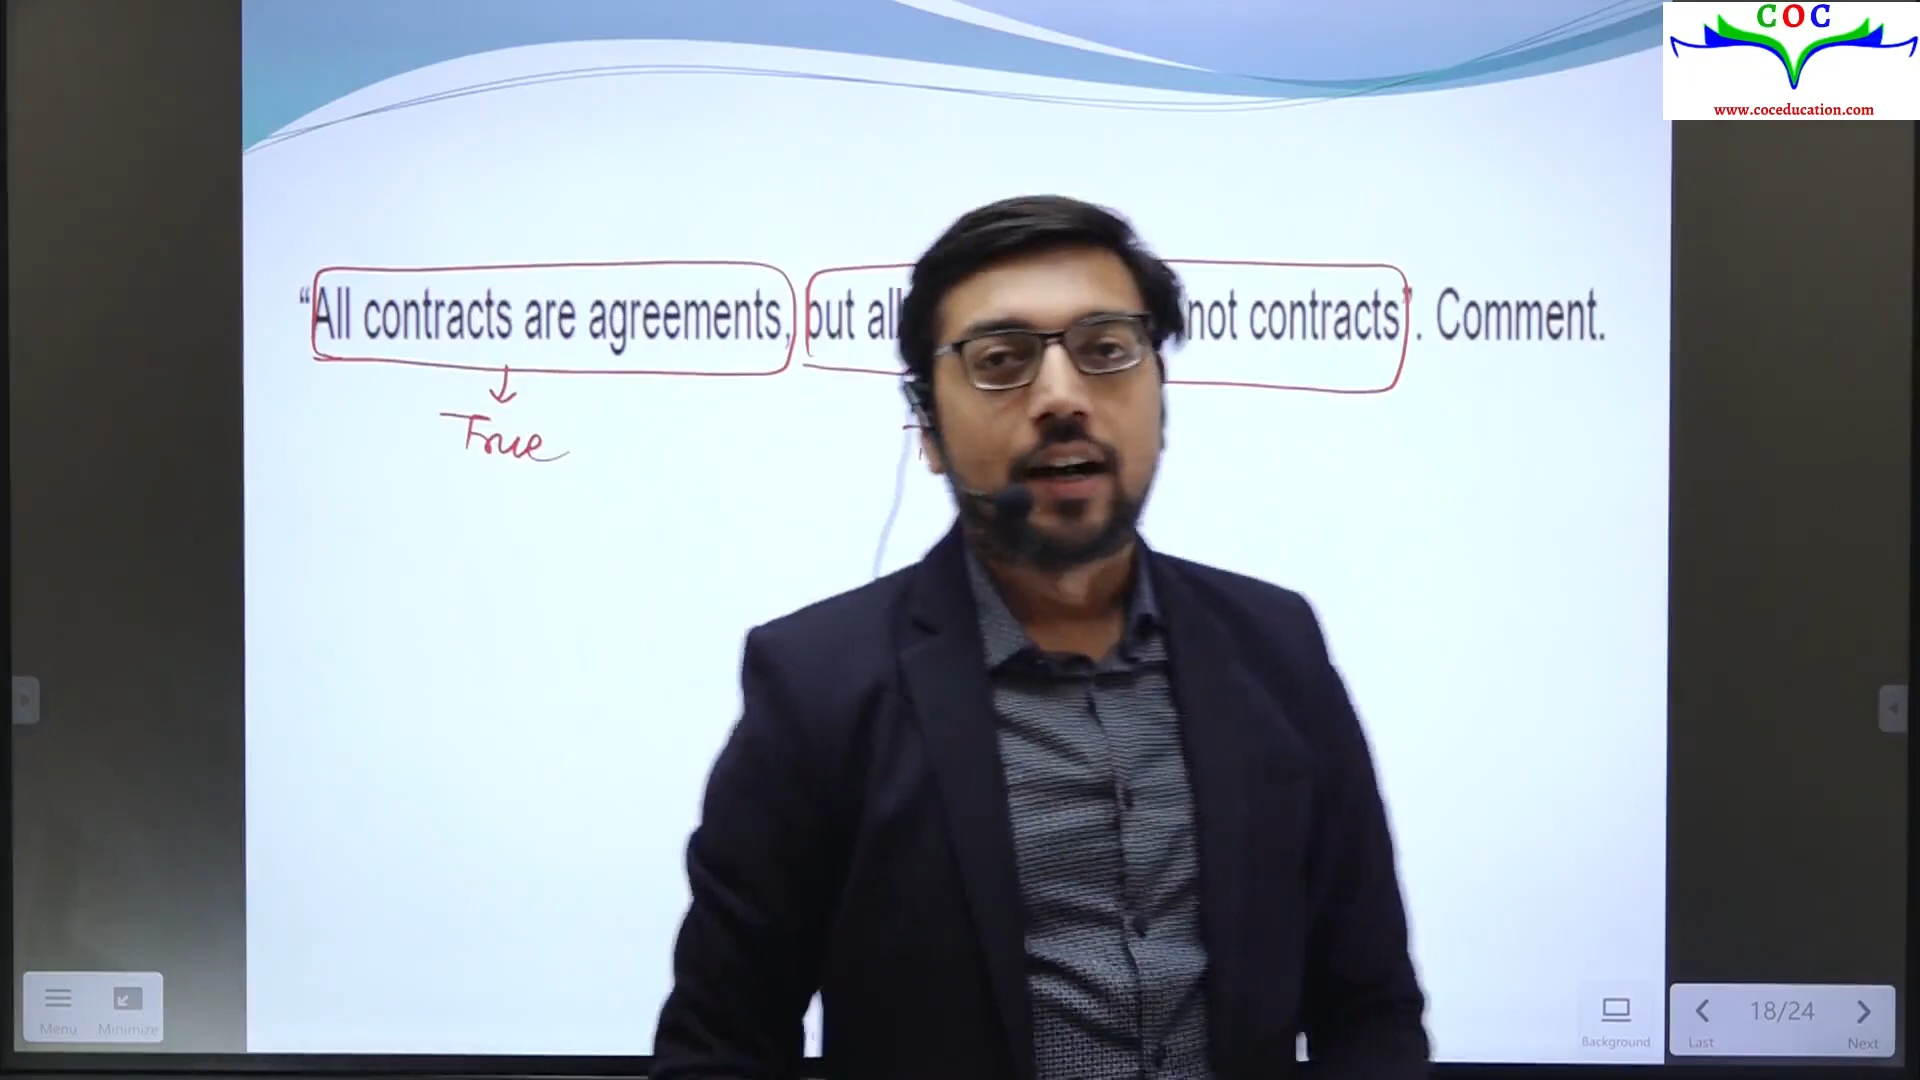 COC
www.coceducation.com
“All contracts are agreements, but all not contracts”. Comment.
True
Menu
Minimize
Background
18/24
Last
Next